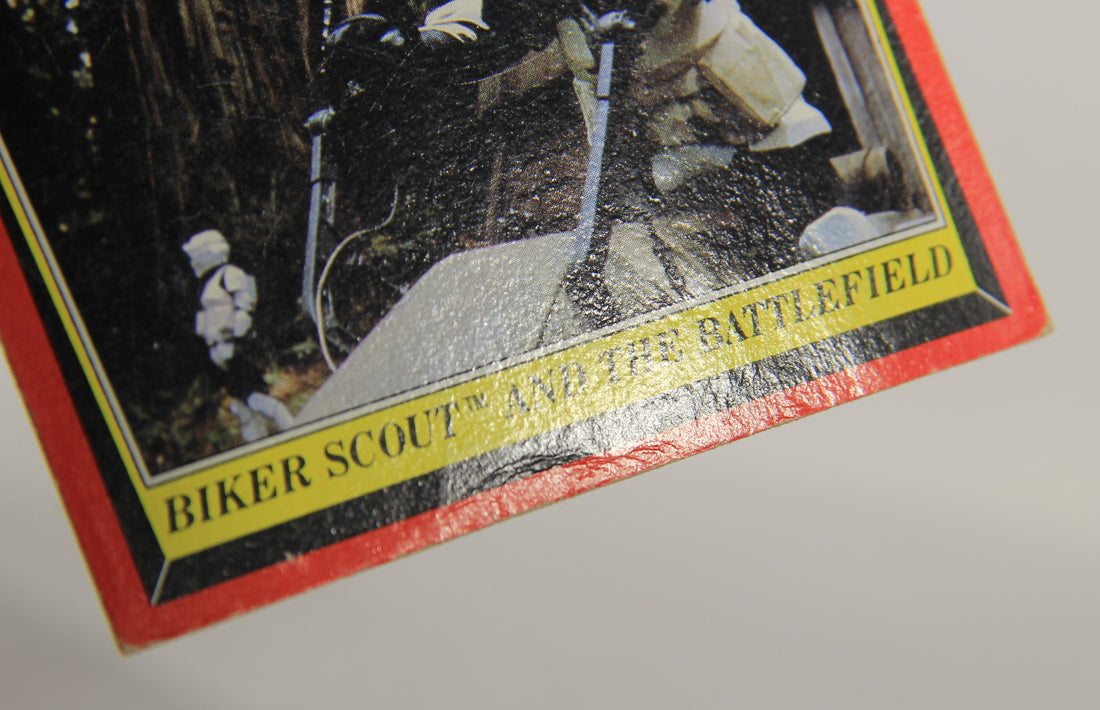 BIKER SCOUT™ AND THE BATTLEFIELD